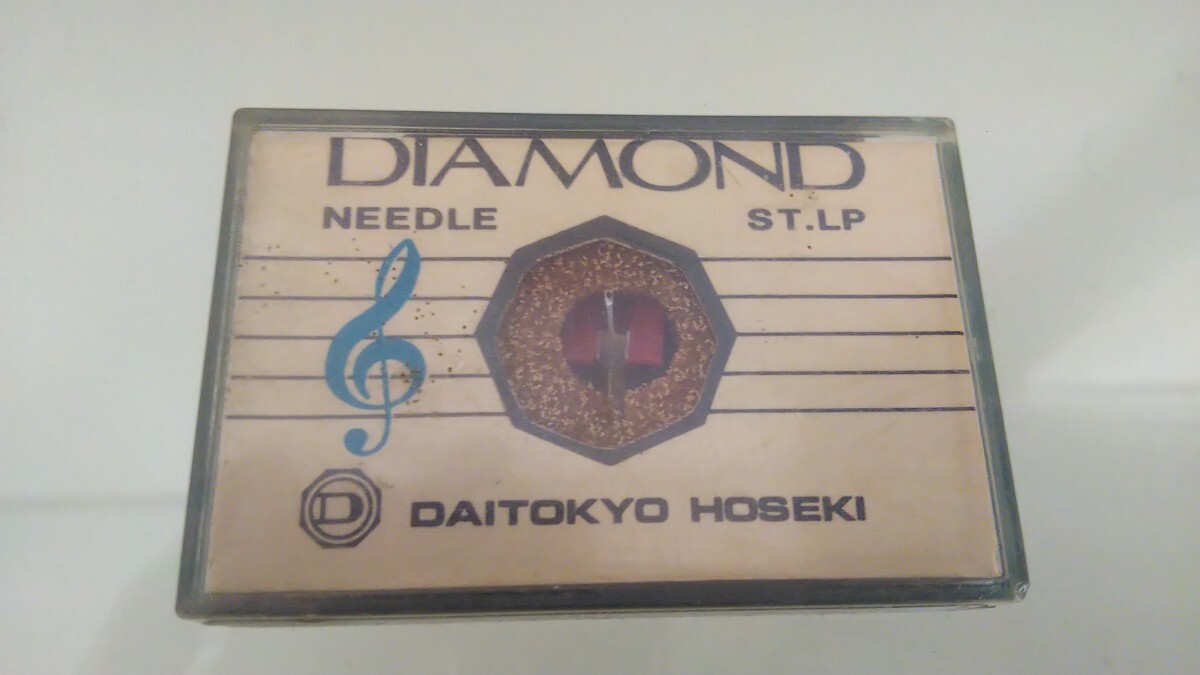 DIAMOND
NEEDLE ST.LP
D DAITOKYO HOSEKI